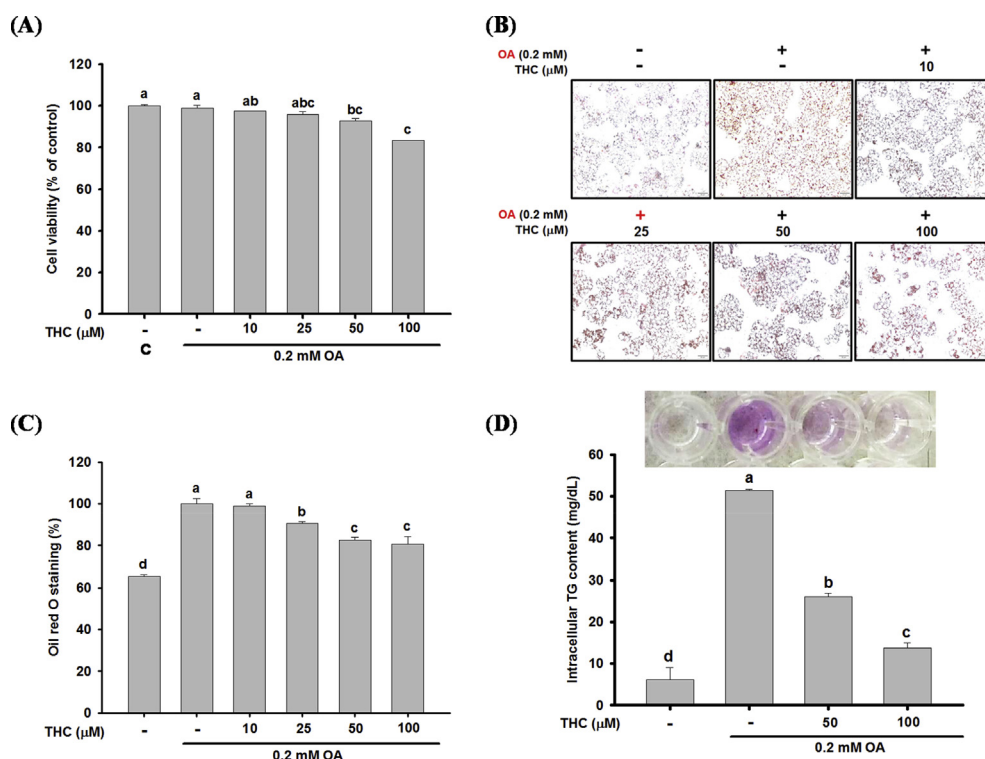 (A)
Cell viability (% of control)
120
100
80
60
40
20
0
a a ab abc bc c
THC (μM) - - 10 25 50 100
C 0.2 mM OA
(B)
OA (0.2 mM) - + +
THC (μM) - - 10
OA (0.2 mM) + + +
THC (μM) 25 50 100
(C)
Oil red O staining (%)
120
100
80
60
40
20
0
d a a b c c
THC (μM) - - 10 25 50 100
0.2 mM OA
(D)
Intracellular TG content (mg/dL)
60
50
40
30
20
10
0
d a b c
THC (μM) - - 50 100
0.2 mM OA